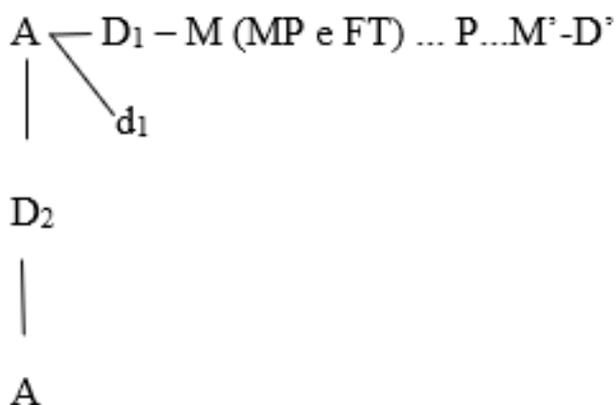 A – D₁ – M (MP e FT) ... P...M'-D'
d₁
D₂
A